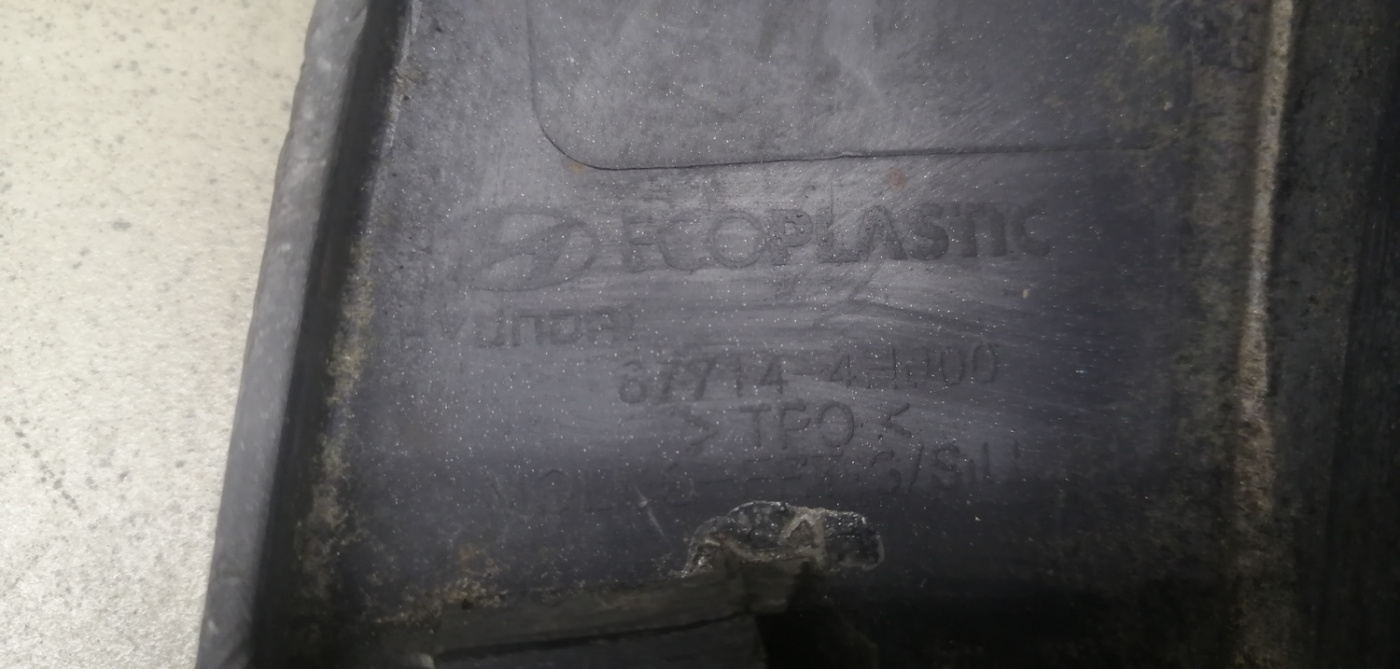 ECOPLASTIC
HYUNDAI
87714-4H000
>TPO<